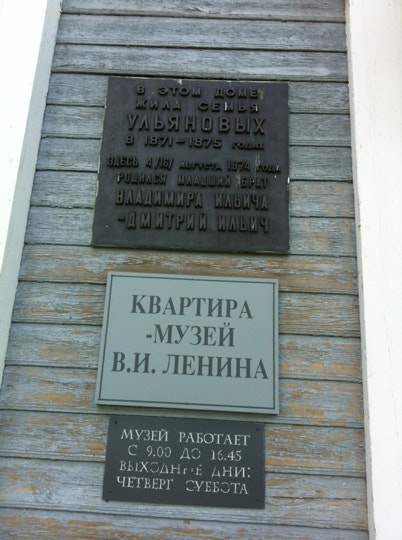 В ЭТОМ ДОМЕ
ЖИЛА СЕМЬЯ
УЛЬЯНОВЫХ
В 1871-1875 ГОДАХ
ЗДЕСЬ 4/16/ АВГУСТА 1874 ГОДА
РОДИЛСЯ МЛАДШИЙ БРАТ
ВЛАДИМИРА ИЛЬИЧА
-ДМИТРИЙ ИЛЬИЧ
КВАРТИРА
-МУЗЕЙ
В.И. ЛЕНИНА
МУЗЕЙ РАБОТАЕТ
С 9.00 ДО 16.45
ВЫХОДНЫЕ ДНИ:
ЧЕТВЕРГ СУББОТА